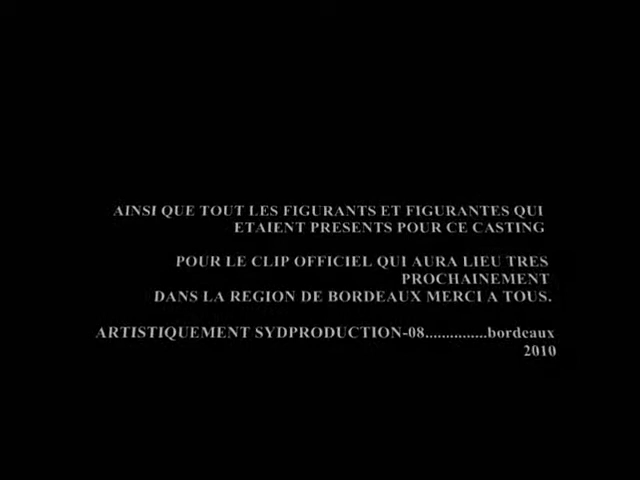 AINSI QUE TOUT LES FIGURANTS ET FIGURANTES QUI
ETAIENT PRESENTS POUR CE CASTING
POUR LE CLIP OFFICIEL QUI AURA LIEU TRES
PROCHAINEMENT
DANS LA REGION DE BORDEAUX MERCI A TOUS.
ARTISTIQUEMENT SYDPRODUCTION-08...............bordeaux
2010